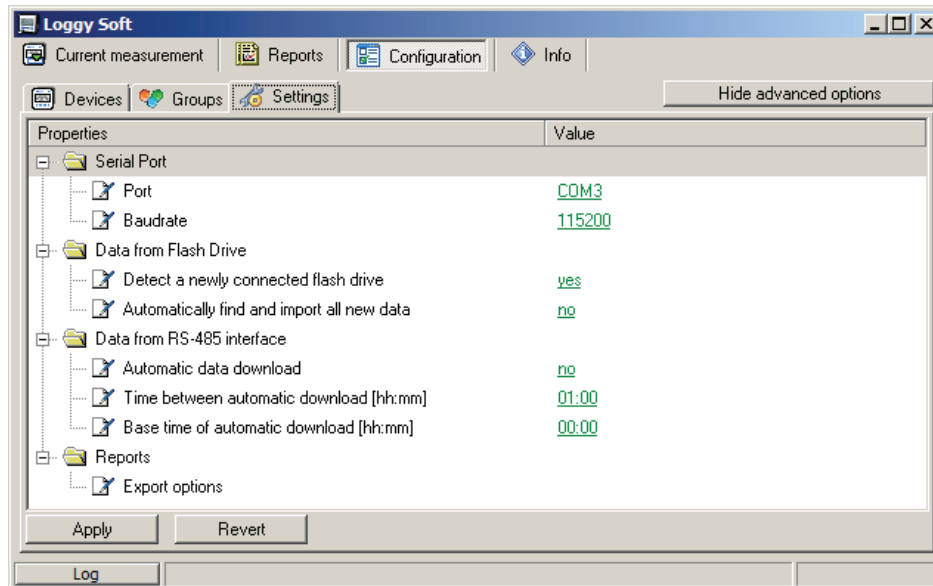 Loggy Soft
Current measurement Reports Configuration Info
Devices Groups Settings Hide advanced options
Properties Value
Serial Port
Port COM3
Baudrate 115200
Data from Flash Drive
Detect a newly connected flash drive yes
Automatically find and import all new data no
Data from RS-485 interface
Automatic data download no
Time between automatic download [hh:mm] 01:00
Base time of automatic download [hh:mm] 00:00
Reports
Export options
Apply Revert
Log